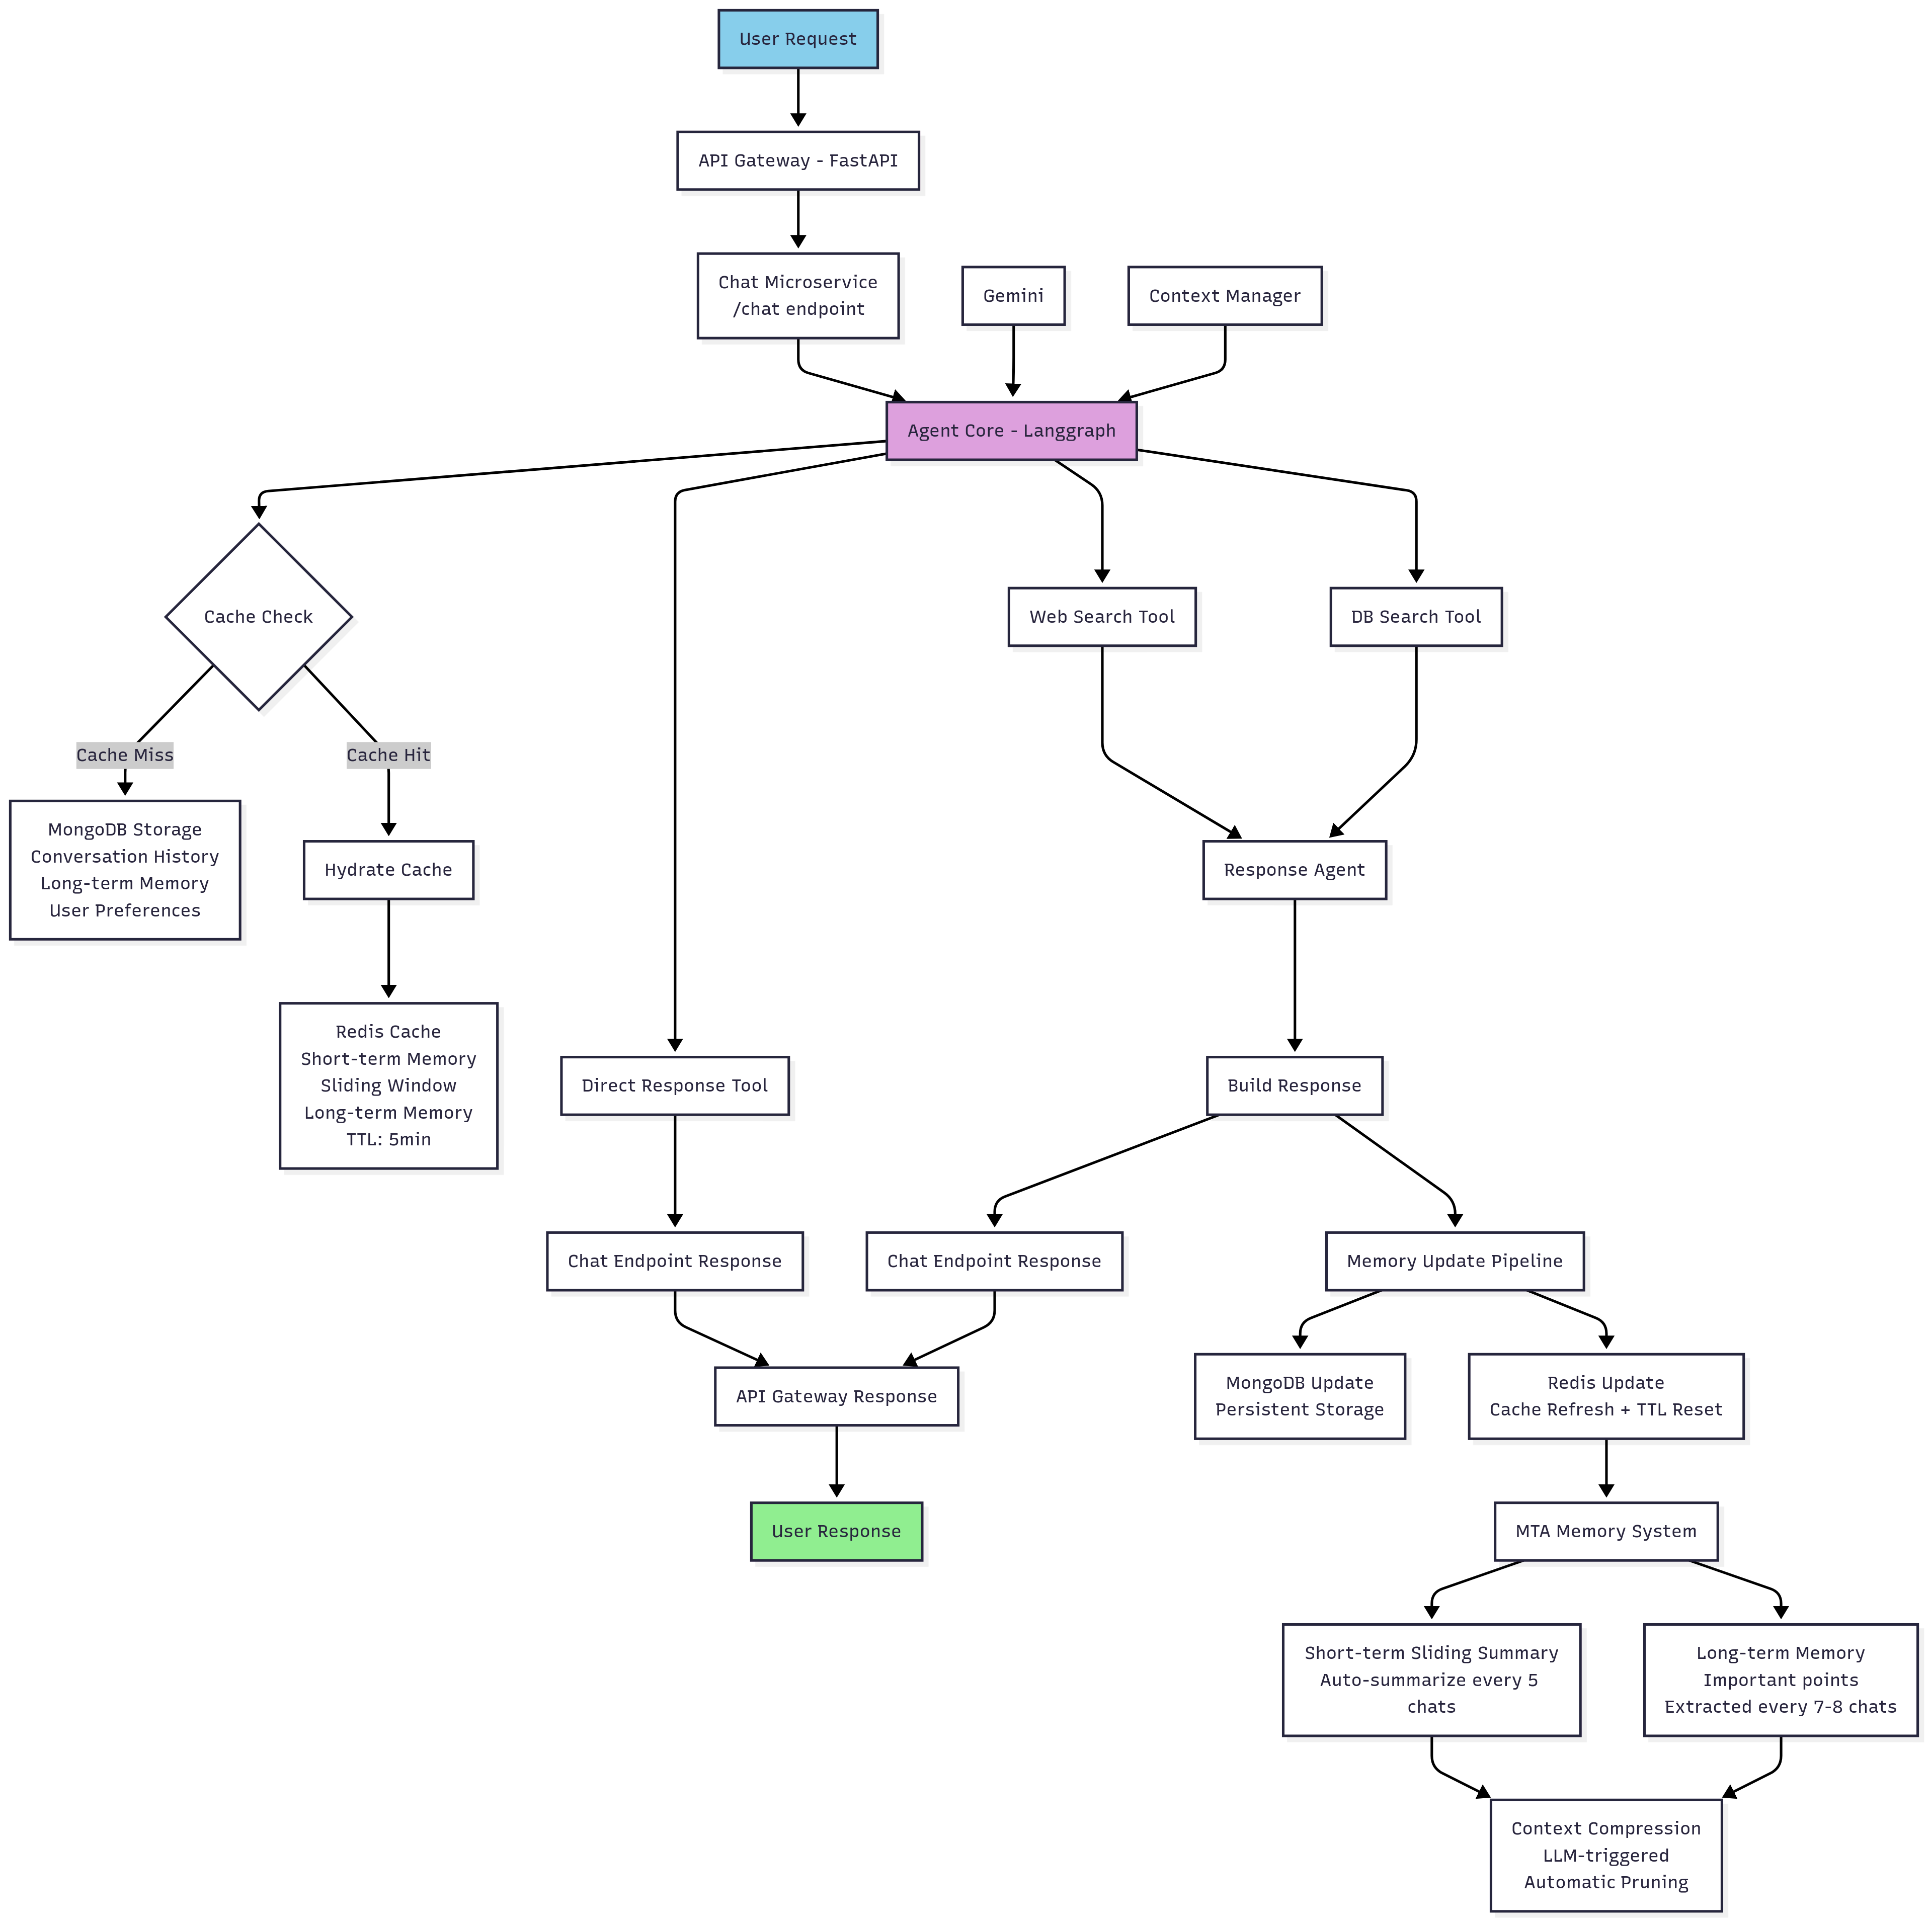 User Request
API Gateway - FastAPI
Chat Microservice
/chat endpoint
Gemini
Context Manager
Agent Core - Langgraph
Cache Check
Web Search Tool
DB Search Tool
Cache Miss
Cache Hit
MongoDB Storage
Conversation History
Long-term Memory
User Preferences
Hydrate Cache
Response Agent
Redis Cache
Short-term Memory
Sliding Window
Long-term Memory
TTL: 5min
Direct Response Tool
Build Response
Chat Endpoint Response
Chat Endpoint Response
Memory Update Pipeline
API Gateway Response
MongoDB Update
Persistent Storage
Redis Update
Cache Refresh + TTL Reset
User Response
MTA Memory System
Short-term Sliding Summary
Auto-summarize every 5
chats
Long-term Memory
Important points
Extracted every 7-8 chats
Context Compression
LLM-triggered
Automatic Pruning